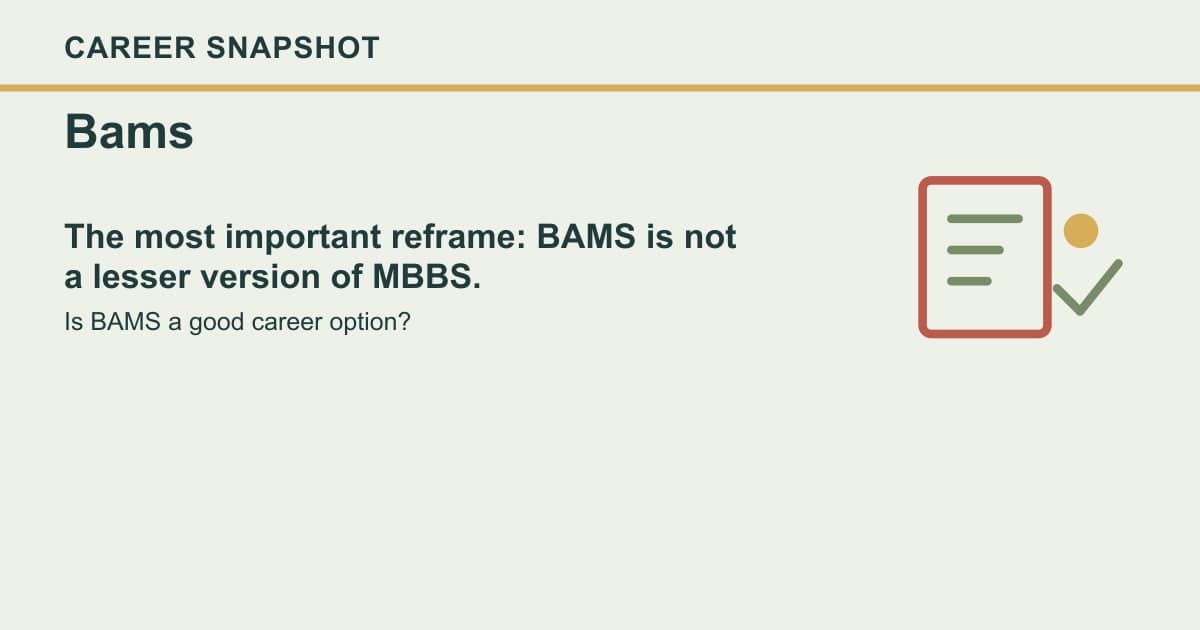 CAREER SNAPSHOT
Bams
The most important reframe: BAMS is not
a lesser version of MBBS.
Is BAMS a good career option?